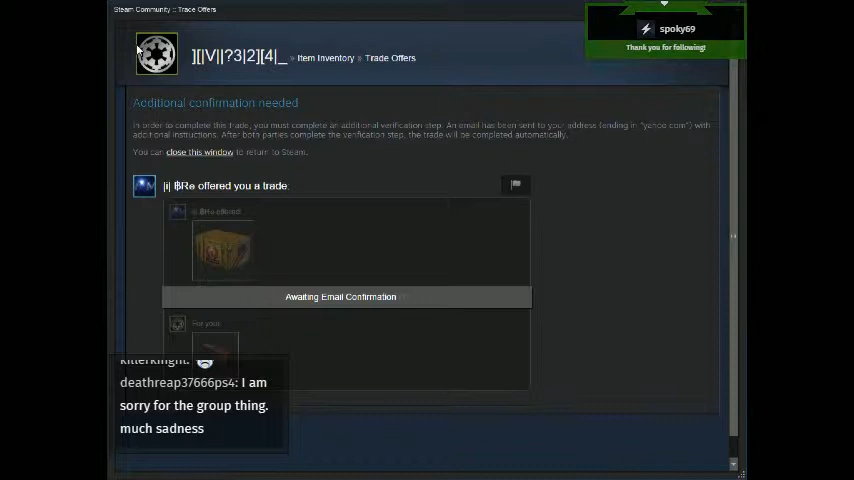 Steam Community :: Trade Offers
spoky69
Thank you for following!
][|V||?3|2][4|_ » Item Inventory » Trade Offers
Additional confirmation needed
In order to complete this trade, you must complete an additional verification step. An email has been sent to your address (ending in "yahoo.com") with
additional instructions. After both parties complete the verification step, the trade will be completed automatically.
You can close this window to return to Steam.
offered you a trade:
offered:
Awaiting Email Confirmation
For your
killerknight:
deathreap37666ps4: I am
sorry for the group thing.
much sadness